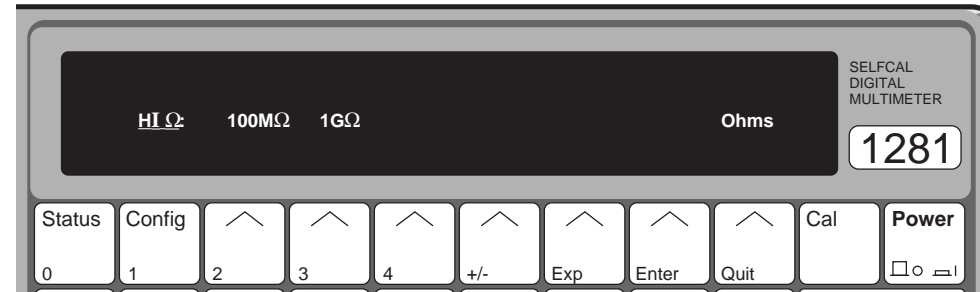 SELFCAL
DIGITAL
MULTIMETER
HI Ω: 100MΩ 1GΩ Ohms
1281
Status Config Cal Power
0 1 2 3 4 +/- Exp Enter Quit